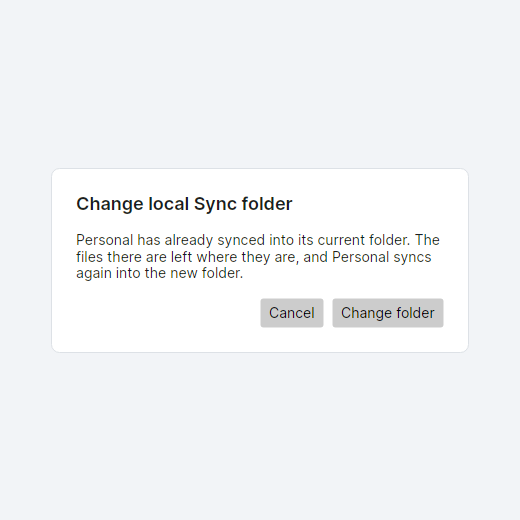 Change local Sync folder
Personal has already synced into its current folder. The
files there are left where they are, and Personal syncs
again into the new folder.
Cancel
Change folder